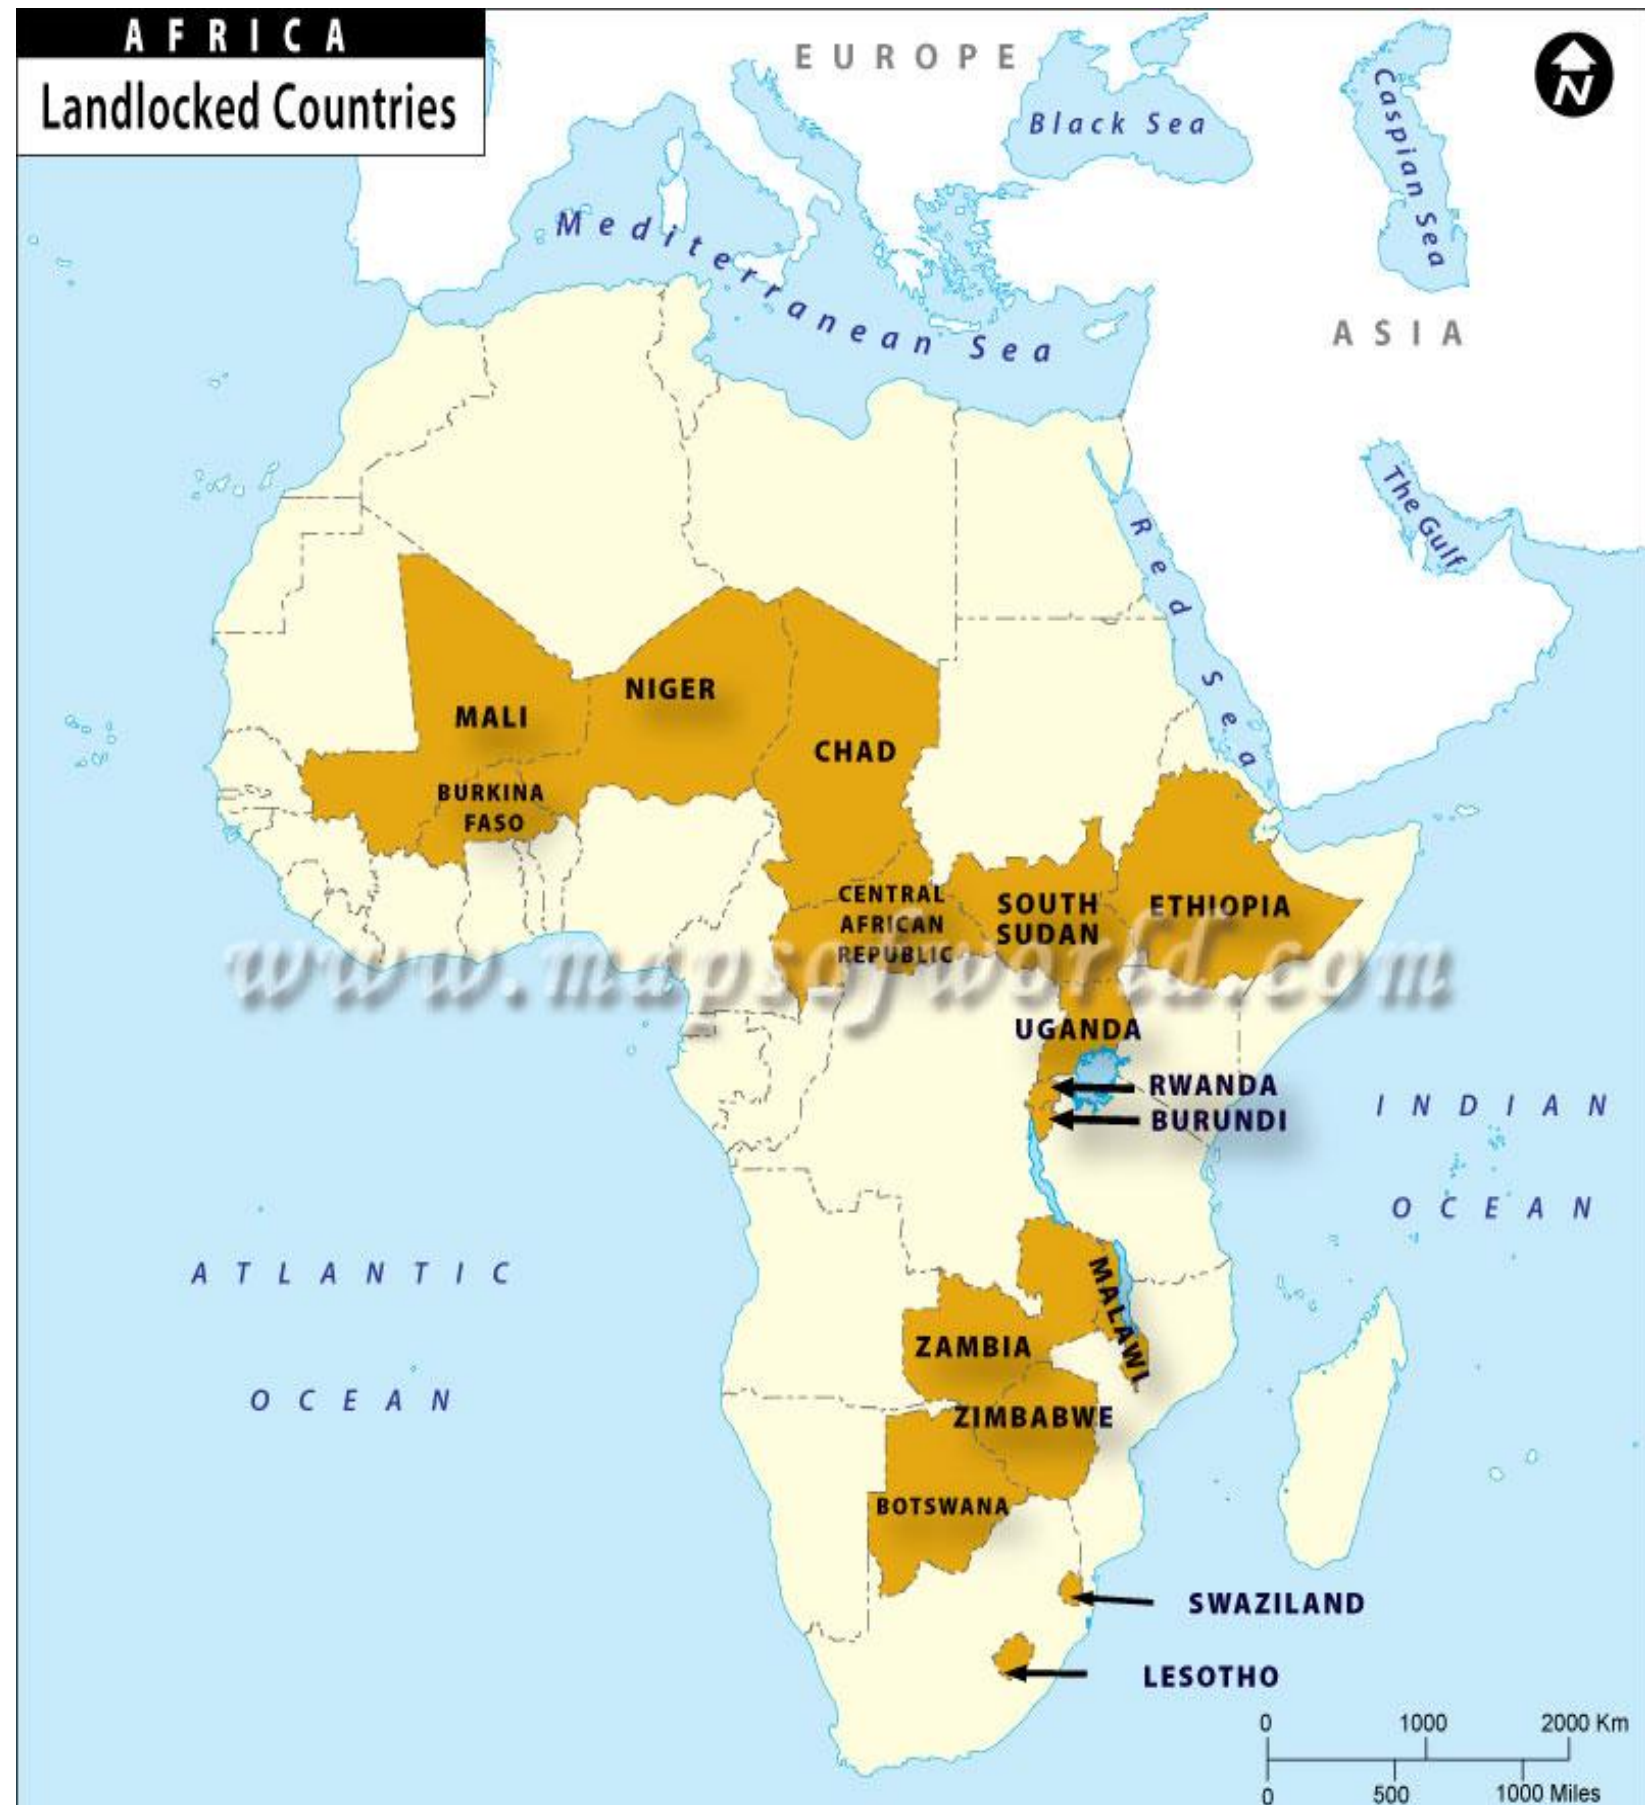 AFRICA
Landlocked Countries
EUROPE
Black Sea
Caspian Sea
N
Mediterranean Sea
ASIA
The Gulf
Red Sea
MALI
NIGER
CHAD
BURKINA
FASO
CENTRAL
AFRICAN
REPUBLIC
SOUTH
SUDAN
ETHIOPIA
www.mapsofworld.com
UGANDA
RWANDA
BURUNDI
INDIAN
OCEAN
ATLANTIC
OCEAN
MALAWI
ZAMBIA
ZIMBABWE
BOTSWANA
SWAZILAND
LESOTHO
0 1000 2000 Km
0 500 1000 Miles